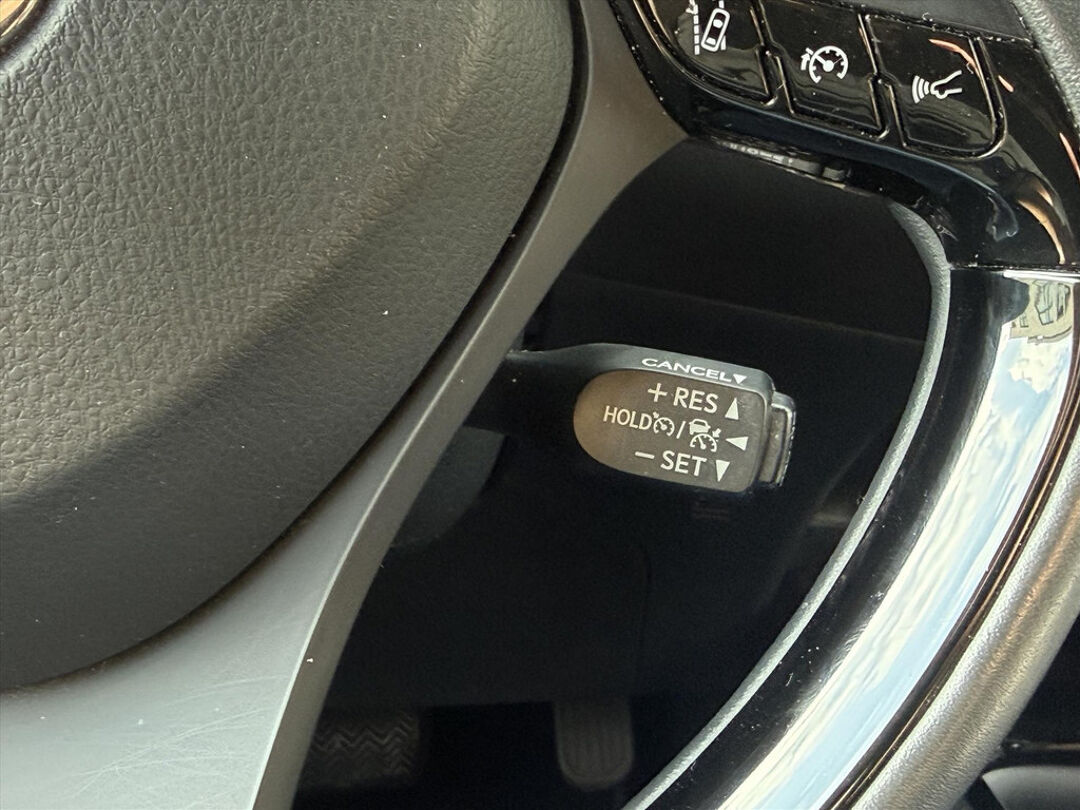 CANCEL▼
+ RES ▲
HOLD / ◀
− SET ▼